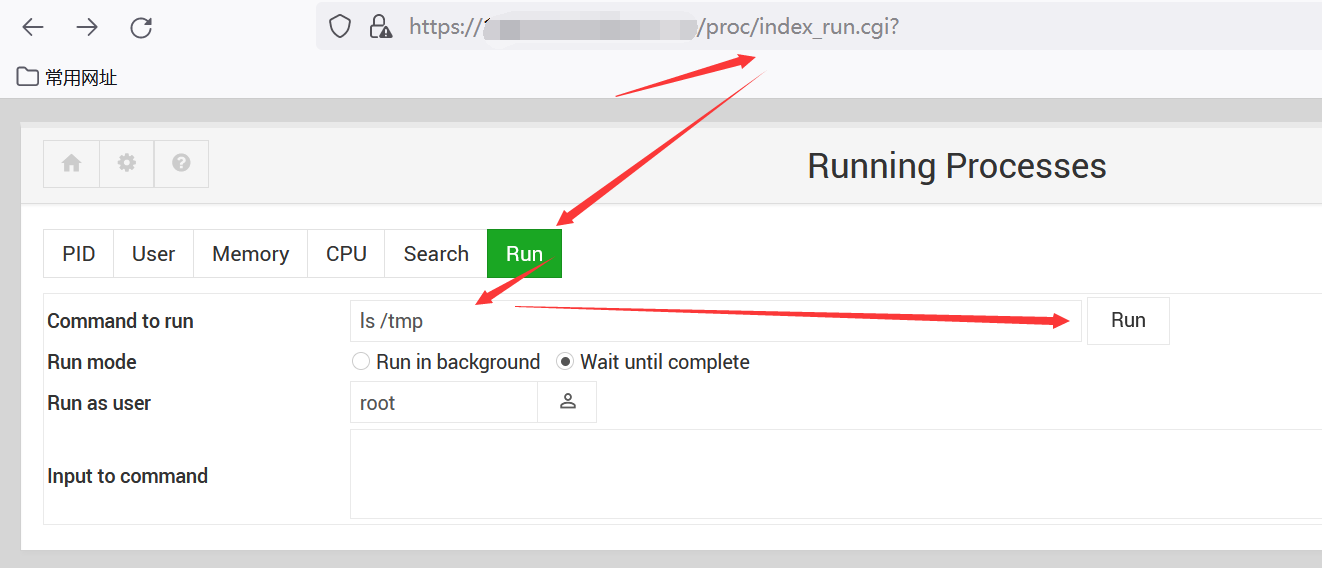 https:// /proc/index_run.cgi?
常用网址
Running Processes
PID User Memory CPU Search Run
Command to run ls /tmp Run
Run mode Run in background Wait until complete
Run as user root
Input to command